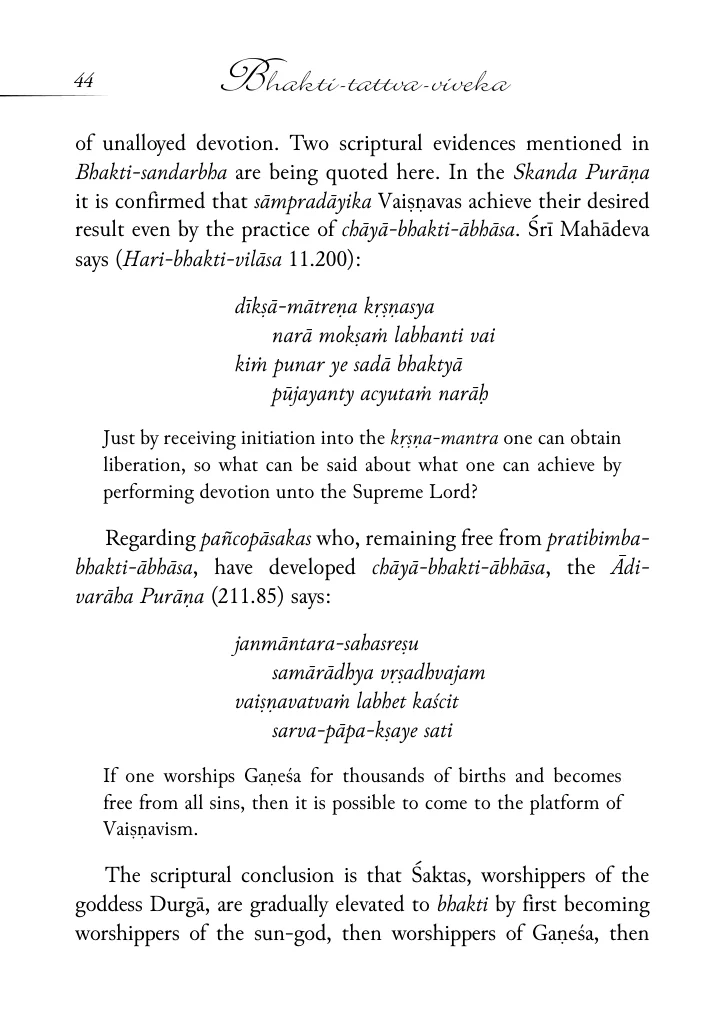 44
Bhakti-tattva-viveka
of unalloyed devotion. Two scriptural evidences mentioned in
Bhakti-sandarbha are being quoted here. In the Skanda Purāṇa
it is confirmed that sāmpradāyika Vaiṣṇavas achieve their desired
result even by the practice of chāyā-bhakti-ābhāsa. Śrī Mahādeva
says (Hari-bhakti-vilāsa 11.200):
dīkṣā-mātreṇa kṛṣṇasya
narā mokṣaṁ labhanti vai
kiṁ punar ye sadā bhaktyā
pūjayanty acyutaṁ narāḥ
Just by receiving initiation into the kṛṣṇa-mantra one can obtain
liberation, so what can be said about what one can achieve by
performing devotion unto the Supreme Lord?
Regarding pañcopāsakas who, remaining free from pratibimba-
bhakti-ābhāsa, have developed chāyā-bhakti-ābhāsa, the Ādi-
varāha Purāṇa (211.85) says:
janmāntara-sahasreṣu
samārādhya vṛṣadhvajam
vaiṣṇavatvaṁ labhet kaścit
sarva-pāpa-kṣaye sati
If one worships Gaṇeśa for thousands of births and becomes
free from all sins, then it is possible to come to the platform of
Vaiṣṇavism.
The scriptural conclusion is that Śaktas, worshippers of the
goddess Durgā, are gradually elevated to bhakti by first becoming
worshippers of the sun-god, then worshippers of Gaṇeśa, then